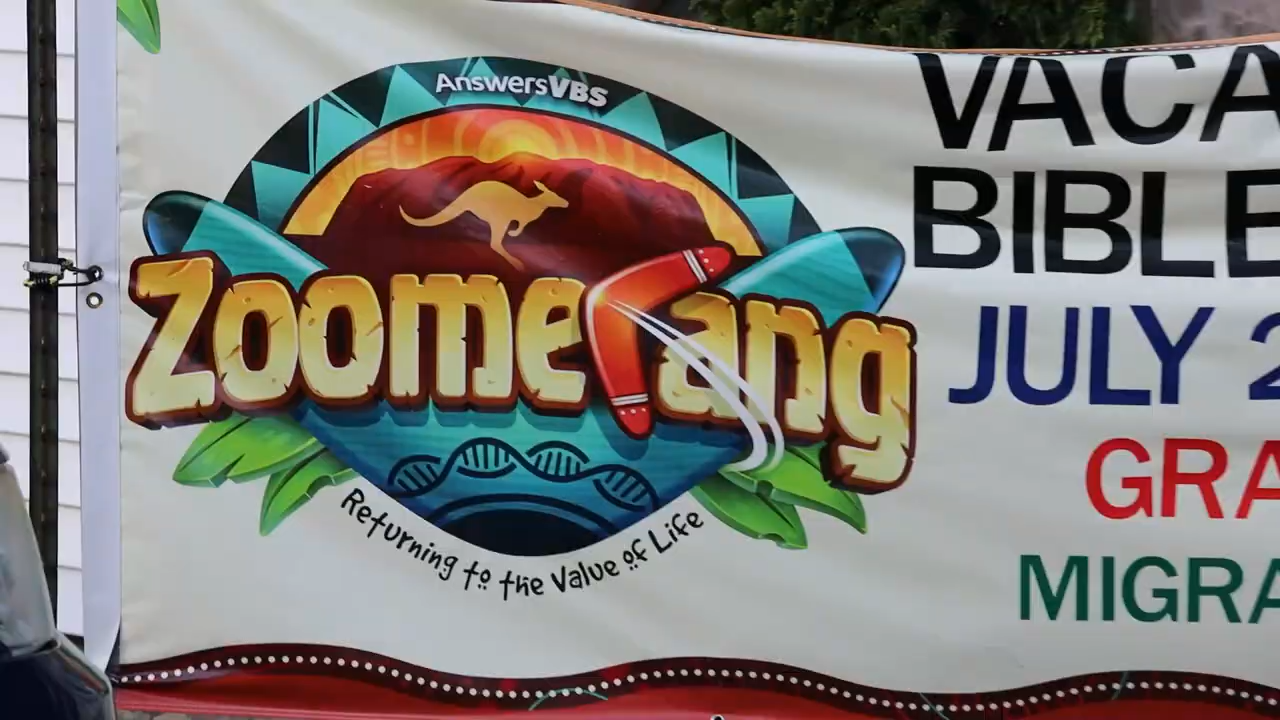 AnswersVBS
Zoomerang
Returning to the Value of Life
VACA
BIBLE
JULY 2
GRA
MIGRA